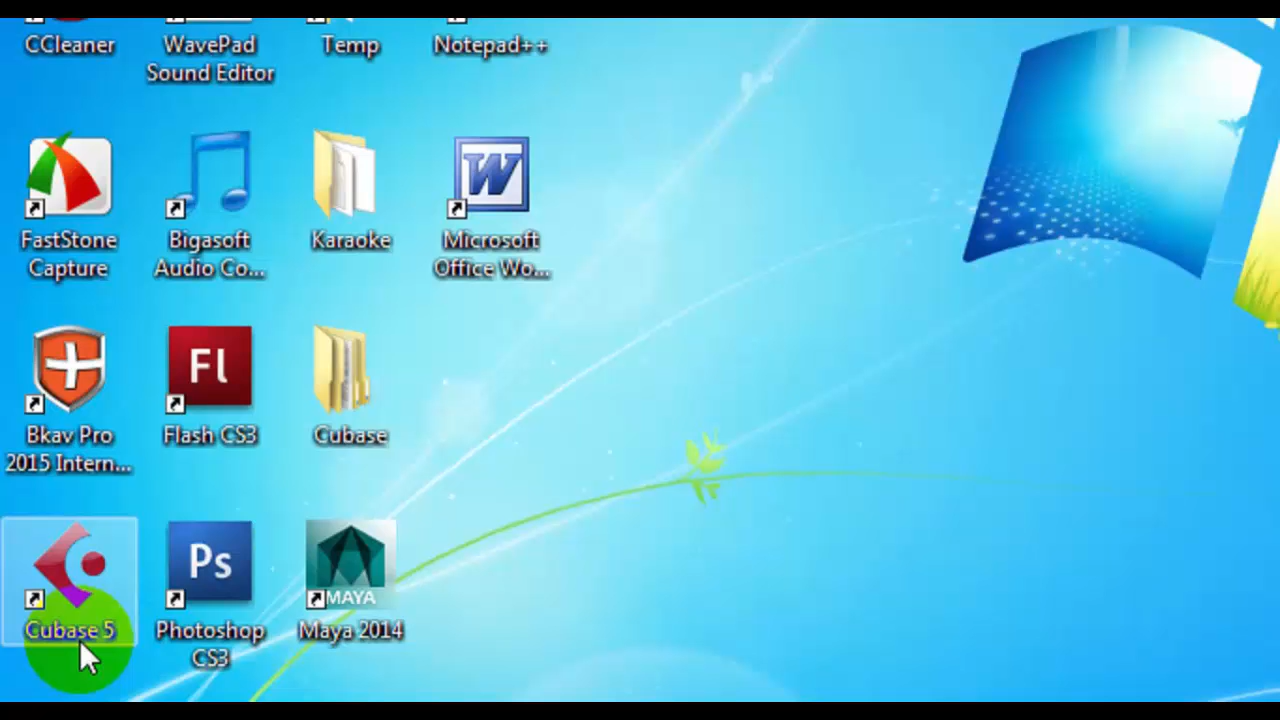 CCleaner
WavePad
Sound Editor
Temp
Notepad++
FastStone
Capture
Bigasoft
Audio Co...
Karaoke
W
Microsoft
Office Wo...
Bkav Pro
2015 Intern...
Fl
Flash CS3
Cubase
Cubase 5
Ps
Photoshop
CS3
MAYA
Maya 2014